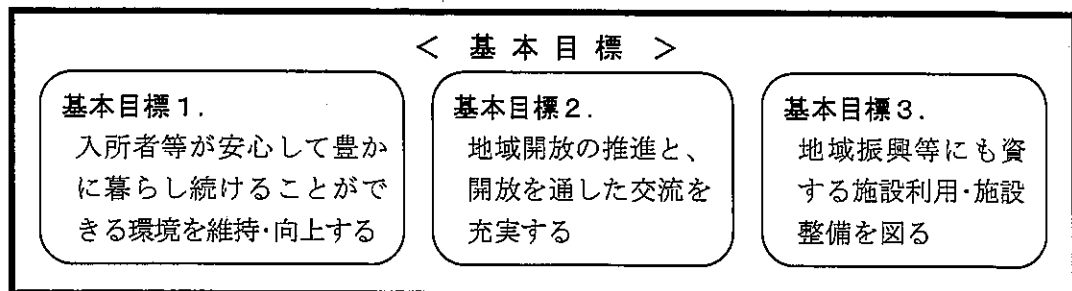 ＜ 基本目標 ＞
基本目標１．
入所者等が安心して豊か
に暮らし続けることがで
きる環境を維持・向上する
基本目標２．
地域開放の推進と、
開放を通した交流を
充実する
基本目標３．
地域振興等にも資
する施設利用・施設
整備を図る